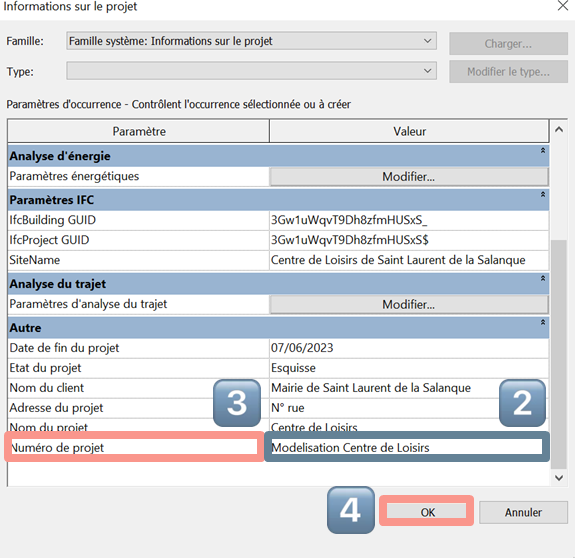 Informations sur le projet
Famille: Famille système: Informations sur le projet Charger...
Type: Modifier le type...
Paramètres d'occurrence - Contrôlent l'occurrence sélectionnée ou à créer
Paramètre Valeur
Analyse d'énergie
Paramètres énergétiques Modifier...
Paramètres IFC
IfcBuilding GUID 3Gw1uWqvT9Dh8zfmHUSxS_
IfcProject GUID 3Gw1uWqvT9Dh8zfmHUSxS$
SiteName Centre de Loisirs de Saint Laurent de la Salanque
Analyse du trajet
Paramètres d'analyse du trajet Modifier...
Autre
Date de fin du projet 07/06/2023
Etat du projet Esquisse
Nom du client Mairie de Saint Laurent de la Salanque
Adresse du projet 3 N° rue 2
Nom du projet Centre de Loisirs
Numéro de projet Modelisation Centre de Loisirs
4 OK Annuler